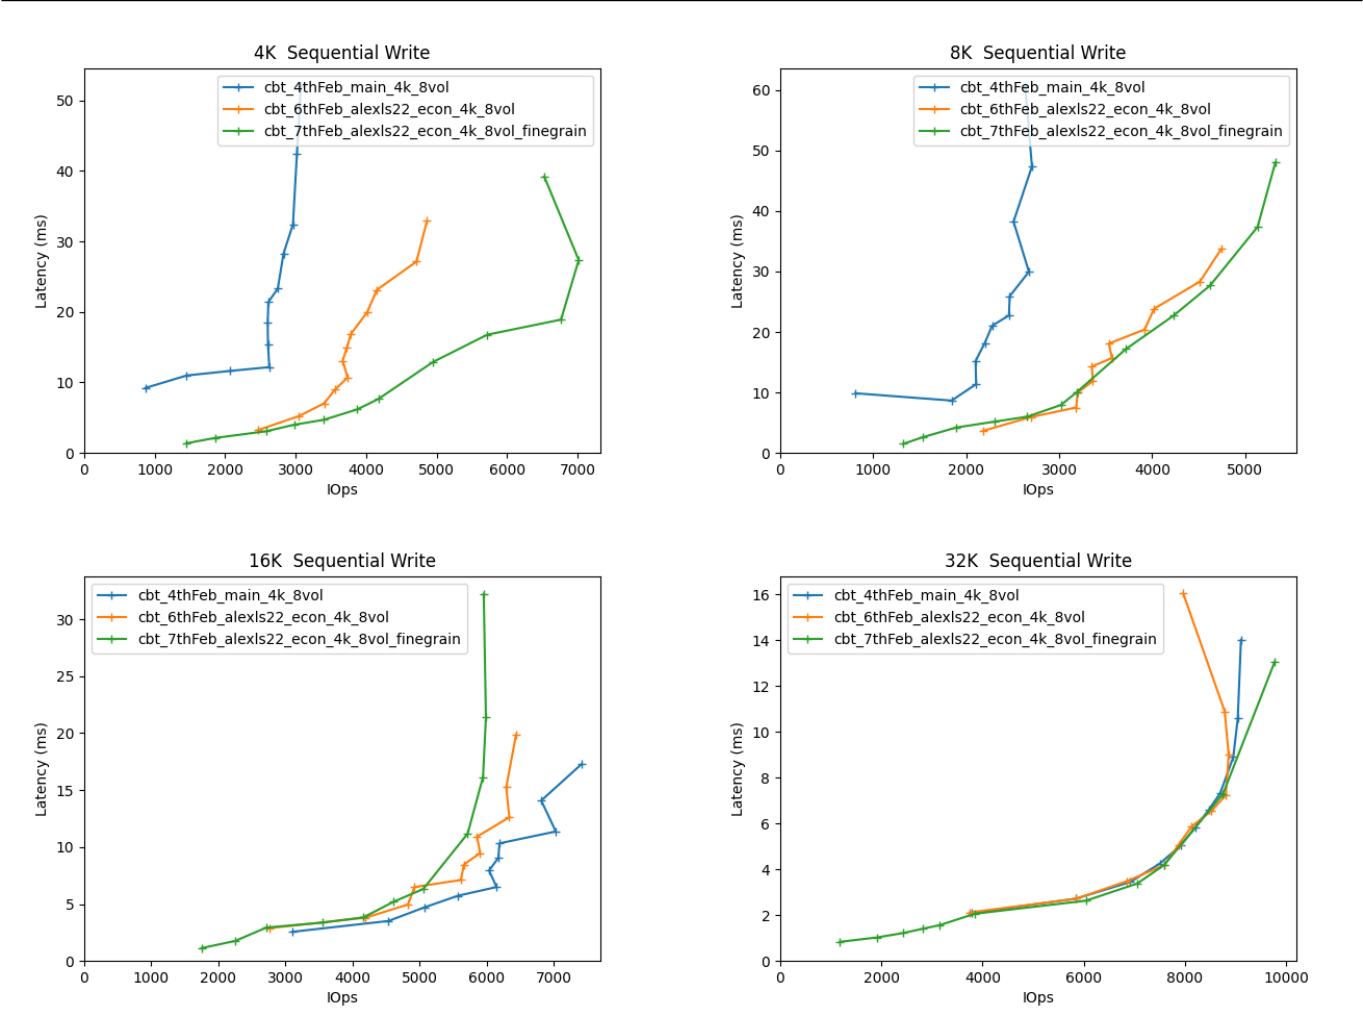 4K  Sequential Write
cbt_4thFeb_main_4k_8vol
cbt_6thFeb_alexls22_econ_4k_8vol
cbt_7thFeb_alexls22_econ_4k_8vol_finegrain
Latency (ms)
50
40
30
20
10
0
0 1000 2000 3000 4000 5000 6000 7000
IOps
8K  Sequential Write
cbt_4thFeb_main_4k_8vol
cbt_6thFeb_alexls22_econ_4k_8vol
cbt_7thFeb_alexls22_econ_4k_8vol_finegrain
Latency (ms)
60
50
40
30
20
10
0
0 1000 2000 3000 4000 5000
IOps
16K  Sequential Write
cbt_4thFeb_main_4k_8vol
cbt_6thFeb_alexls22_econ_4k_8vol
cbt_7thFeb_alexls22_econ_4k_8vol_finegrain
Latency (ms)
30
25
20
15
10
5
0
0 1000 2000 3000 4000 5000 6000 7000
IOps
32K  Sequential Write
cbt_4thFeb_main_4k_8vol
cbt_6thFeb_alexls22_econ_4k_8vol
cbt_7thFeb_alexls22_econ_4k_8vol_finegrain
Latency (ms)
16
14
12
10
8
6
4
2
0
0 2000 4000 6000 8000 10000
IOps